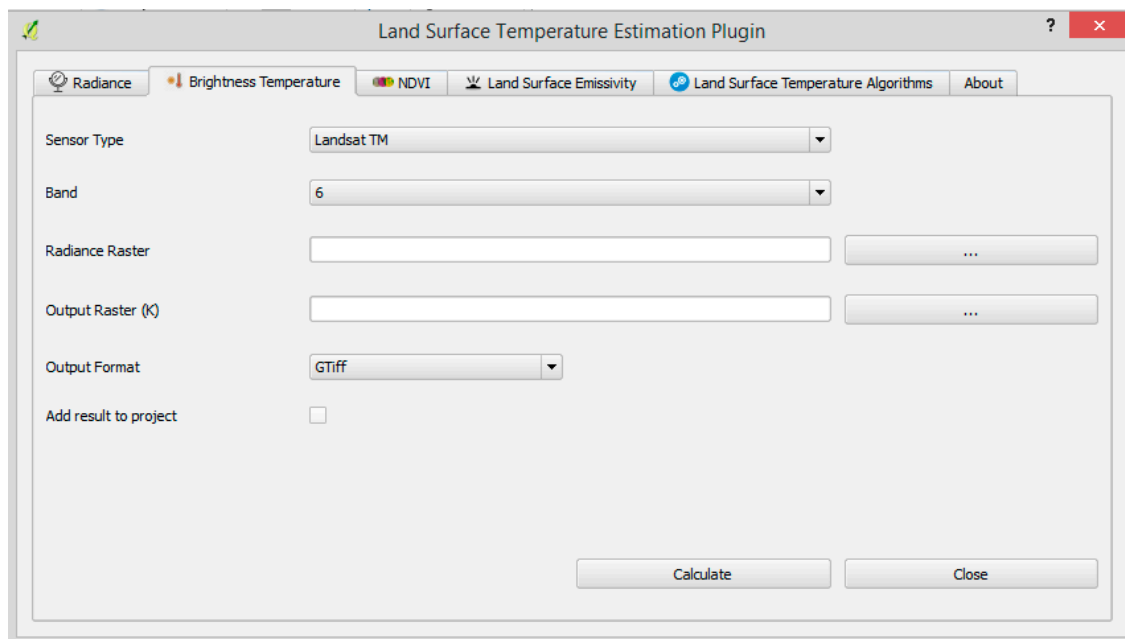 Land Surface Temperature Estimation Plugin ?
Radiance Brightness Temperature NDVI Land Surface Emissivity Land Surface Temperature Algorithms About
Sensor Type Landsat TM
Band 6
Radiance Raster ...
Output Raster (K) ...
Output Format GTiff
Add result to project
Calculate Close